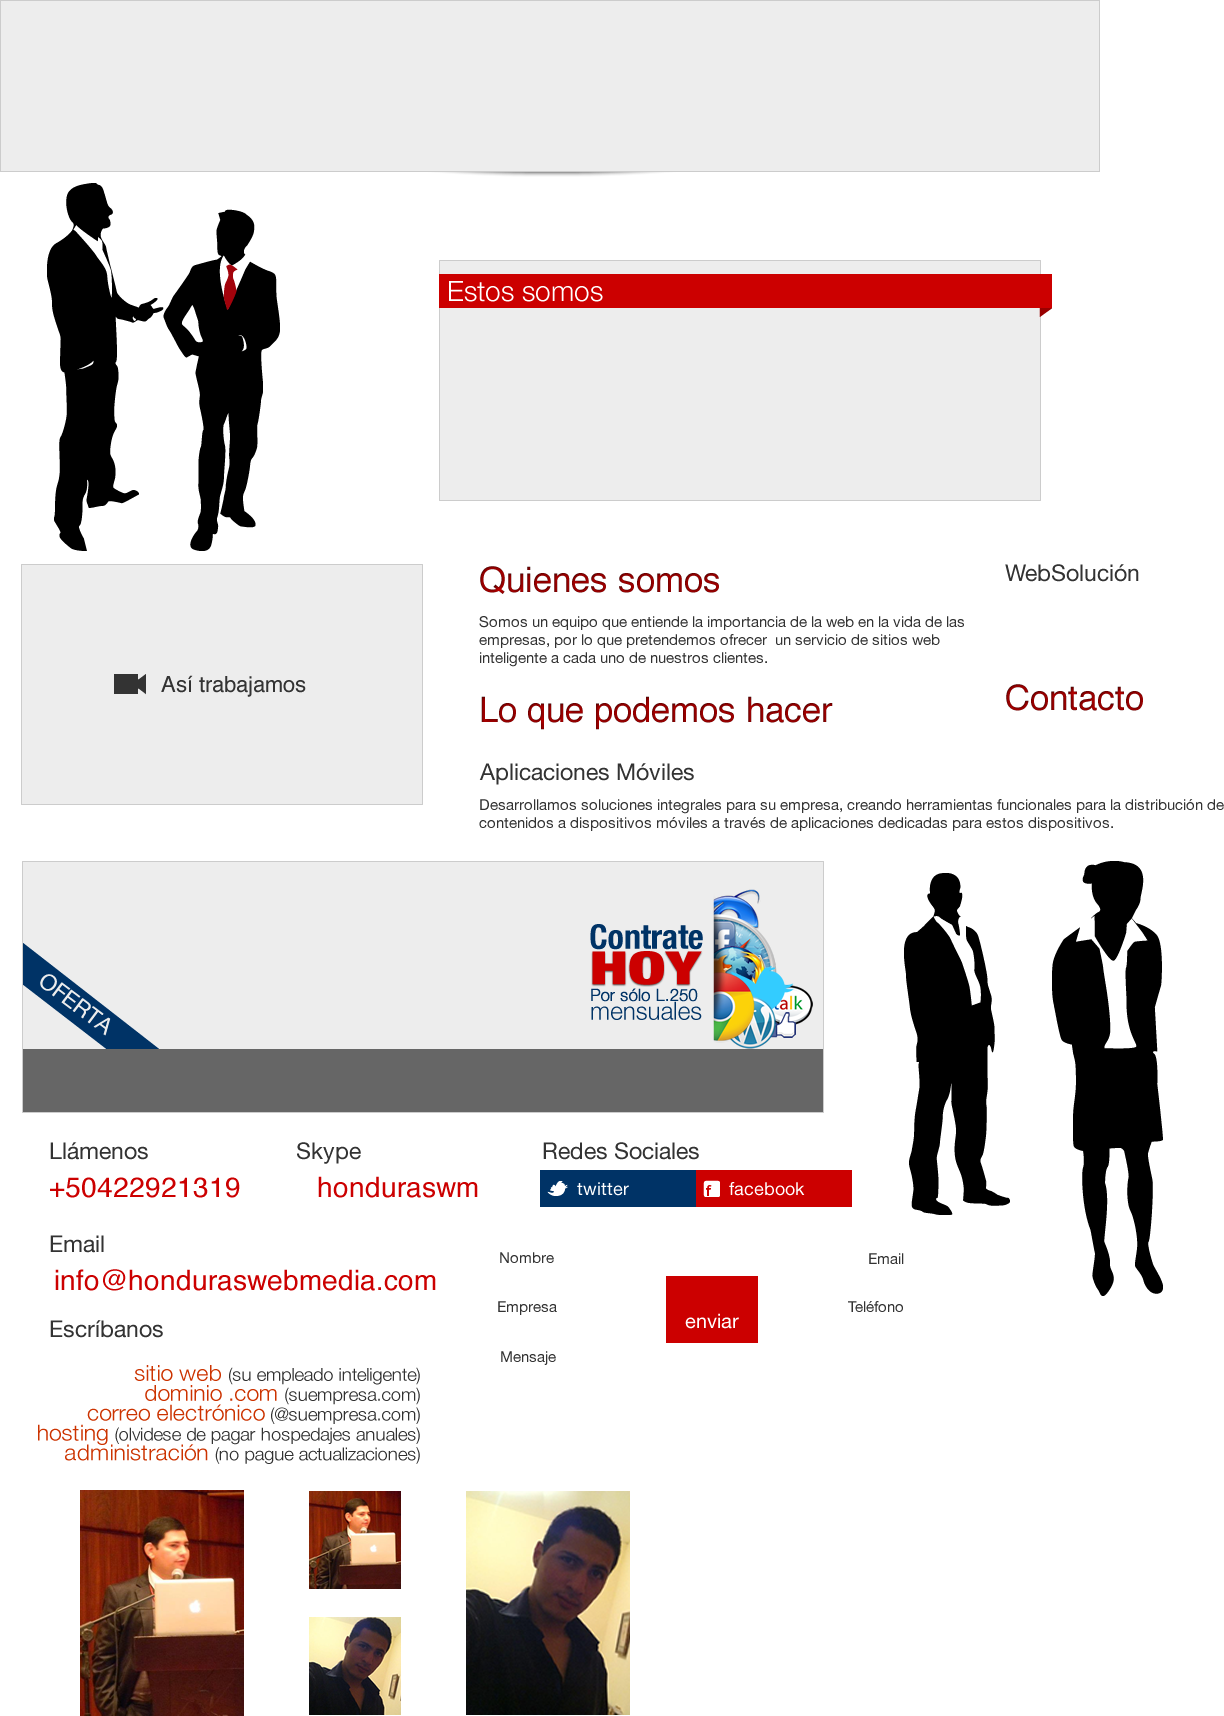 Estos somos
Quienes somos
WebSolución
Somos un equipo que entiende la importancia de la web en la vida de las
empresas, por lo que pretendemos ofrecer un servicio de sitios web
inteligente a cada uno de nuestros clientes.
Así trabajamos
Contacto
Lo que podemos hacer
Aplicaciones Móviles
Desarrollamos soluciones integrales para su empresa, creando herramientas funcionales para la distribución de
contenidos a dispositivos móviles a través de aplicaciones dedicadas para estos dispositivos.
OFERTA
Contrate
HOY
Por sólo L.250
mensuales
talk
Llámenos
+50422921319
Skype
honduraswm
Redes Sociales
twitter
facebook
Email
info@honduraswebmedia.com
Nombre
Email
Empresa
enviar
Teléfono
Escríbanos
Mensaje
sitio web (su empleado inteligente)
dominio .com (suempresa.com)
correo electrónico (@suempresa.com)
hosting (olvidese de pagar hospedajes anuales)
administración (no pague actualizaciones)